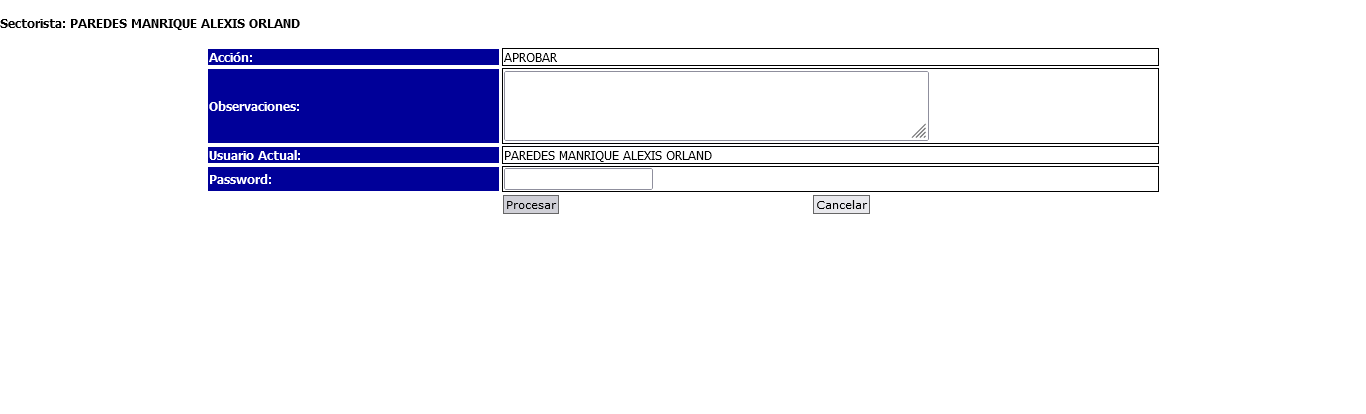 Sectorista: PAREDES MANRIQUE ALEXIS ORLAND
Acción: APROBAR
Observaciones:
Usuario Actual: PAREDES MANRIQUE ALEXIS ORLAND
Password:
Procesar Cancelar